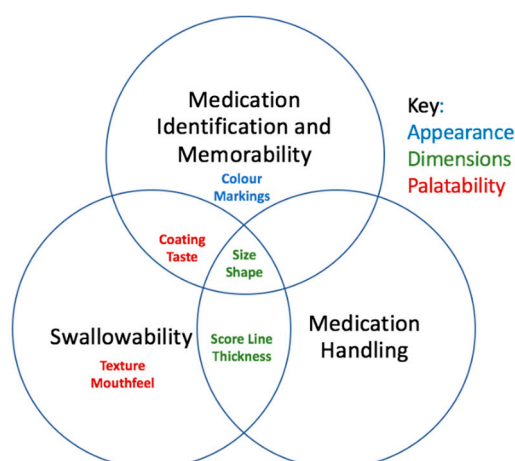 Medication
Identification and
Memorability
Colour
Markings
Key:
Appearance
Dimensions
Palatability
Coating
Taste
Size
Shape
Swallowability
Texture
Mouthfeel
Score Line
Thickness
Medication
Handling